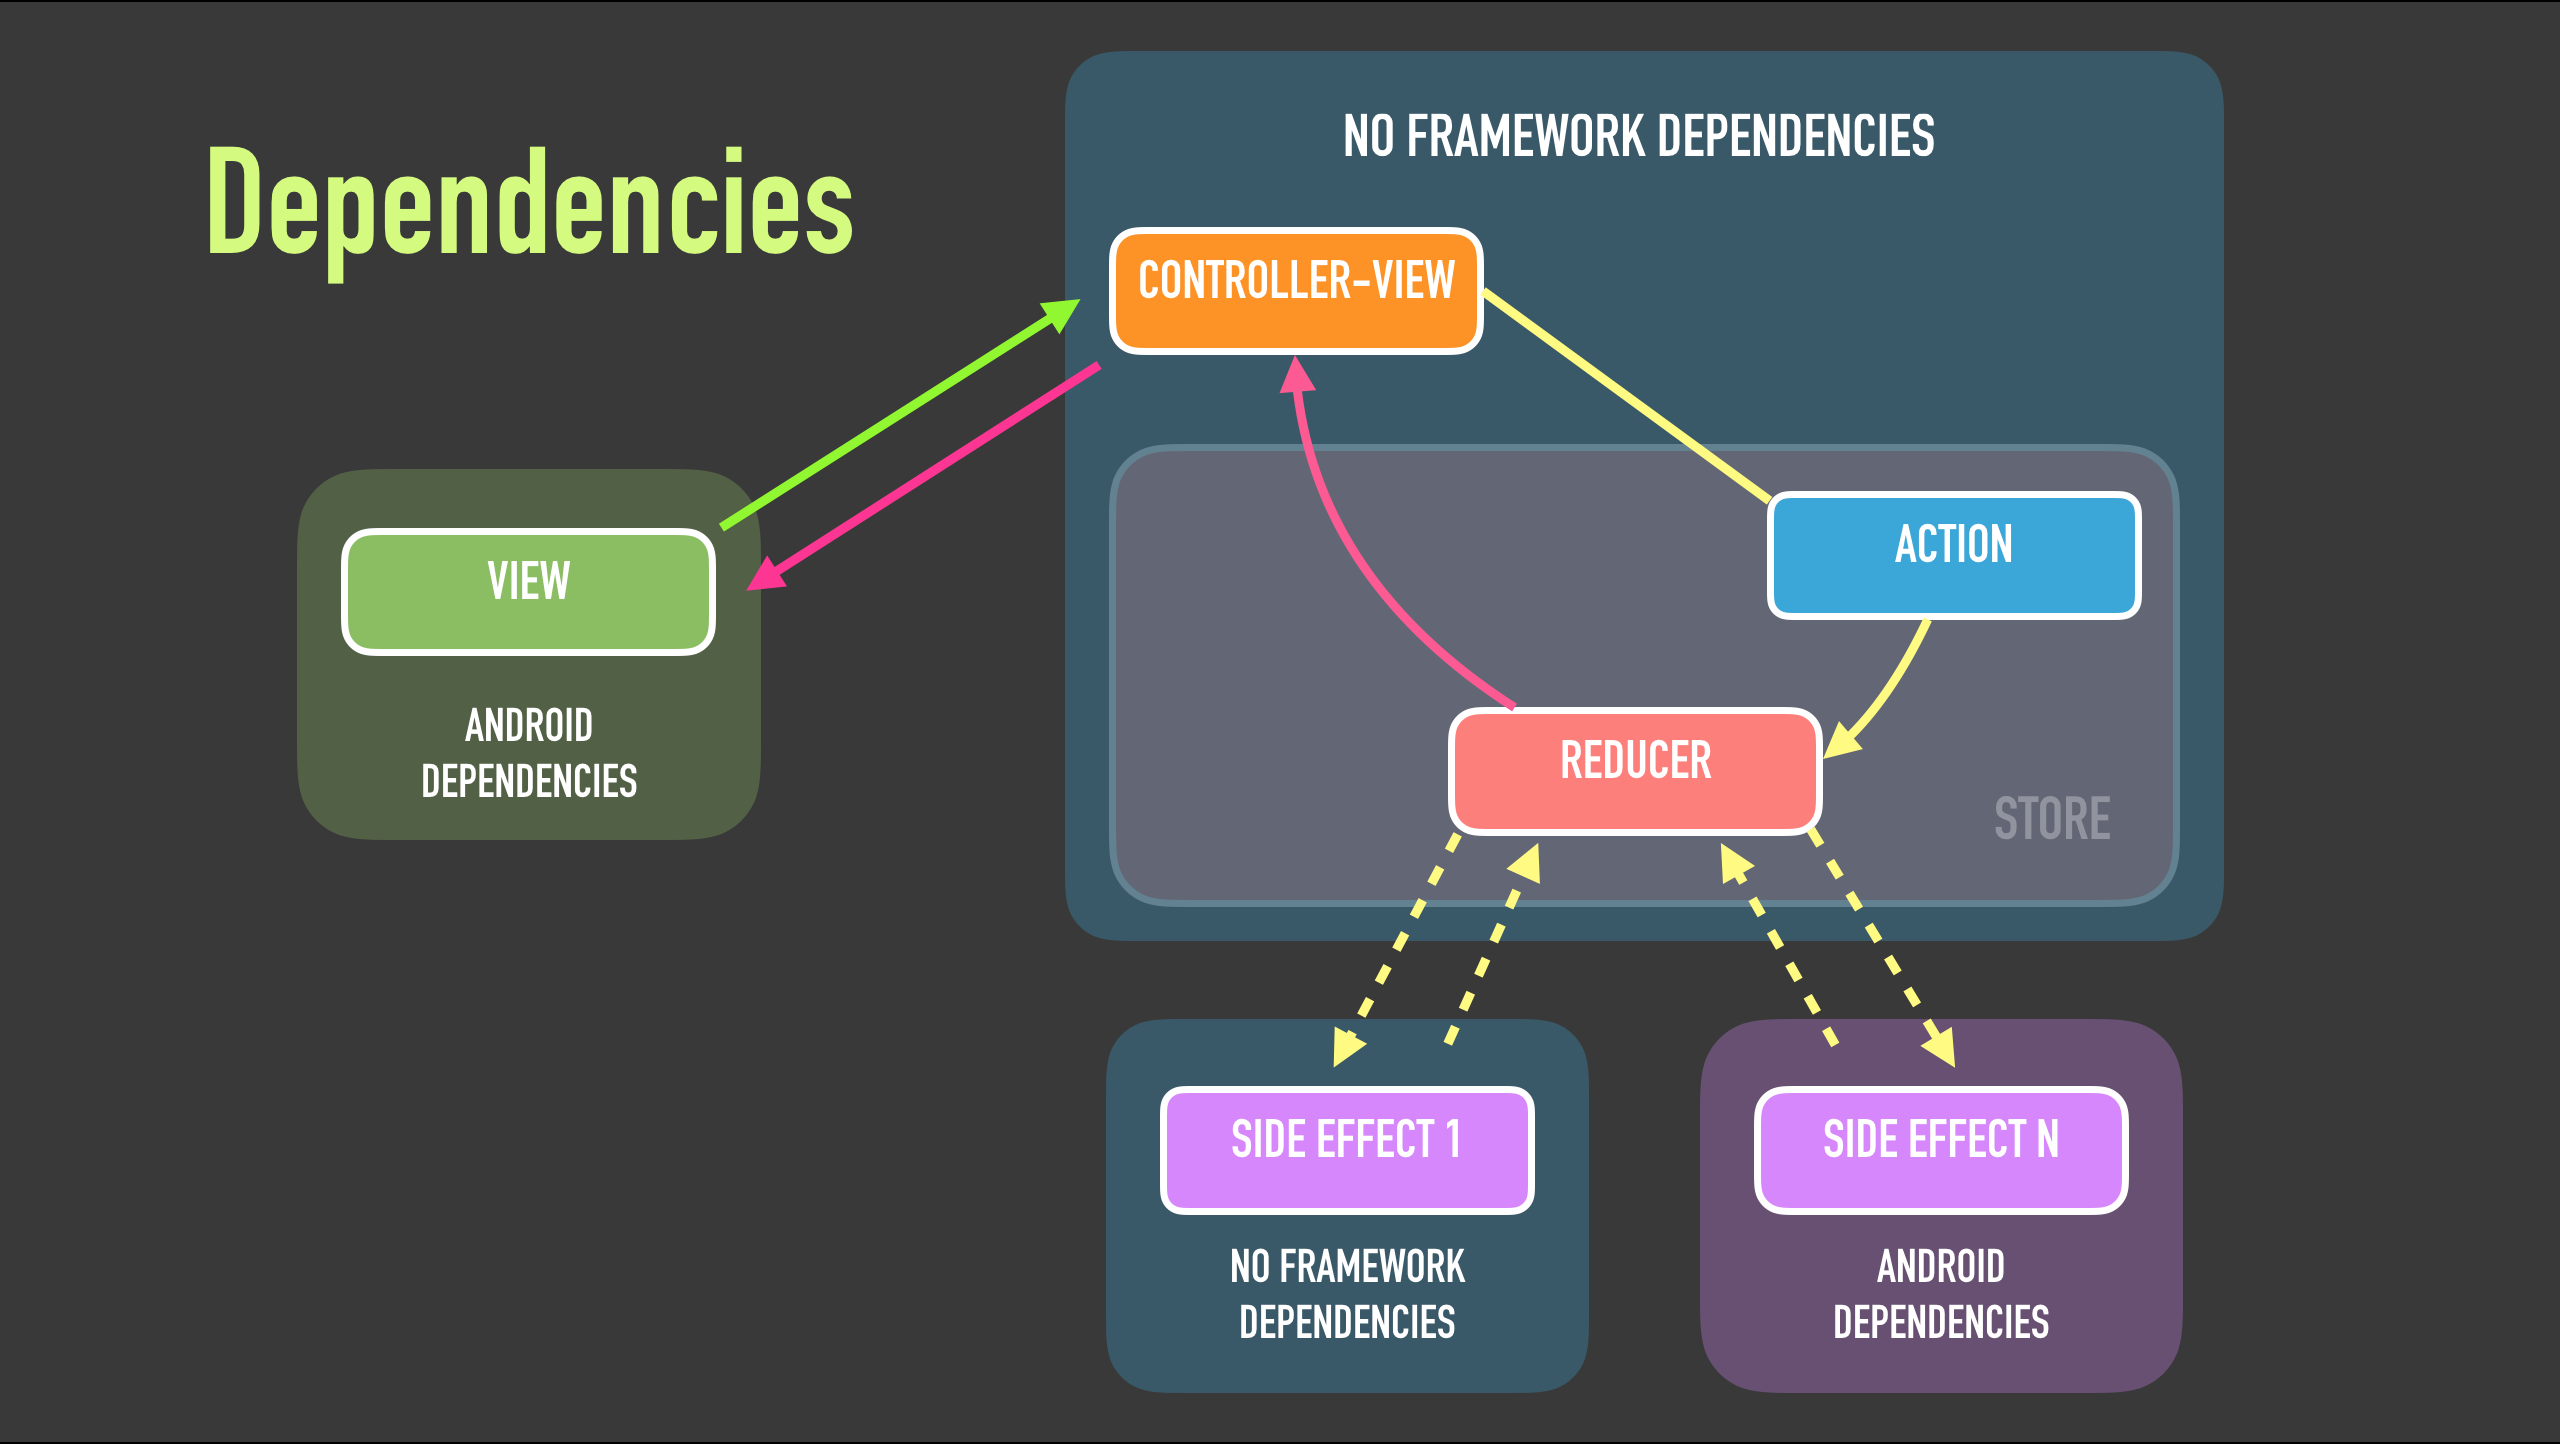 Dependencies
NO FRAMEWORK DEPENDENCIES
CONTROLLER-VIEW
ACTION
VIEW
ANDROID
DEPENDENCIES
REDUCER
STORE
SIDE EFFECT 1
NO FRAMEWORK
DEPENDENCIES
SIDE EFFECT N
ANDROID
DEPENDENCIES